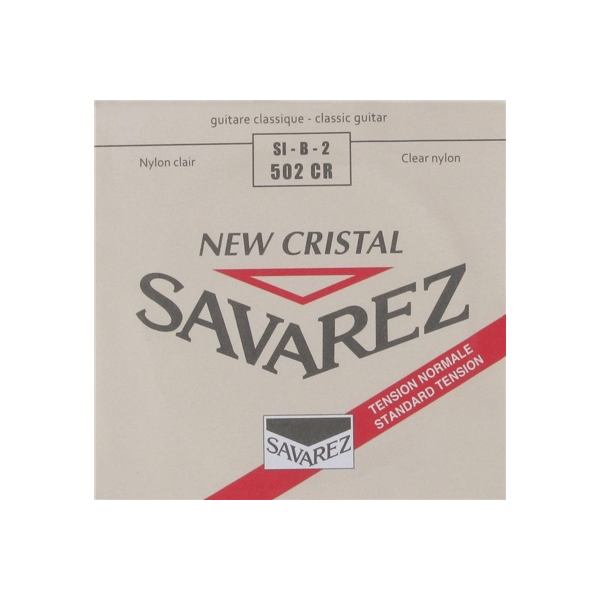 guitare classique - classic guitar
SI - B - 2
502 CR
Nylon clair
Clear nylon
NEW CRISTAL
SAVAREZ
TENSION NORMALE
STANDARD TENSION
SAVAREZ